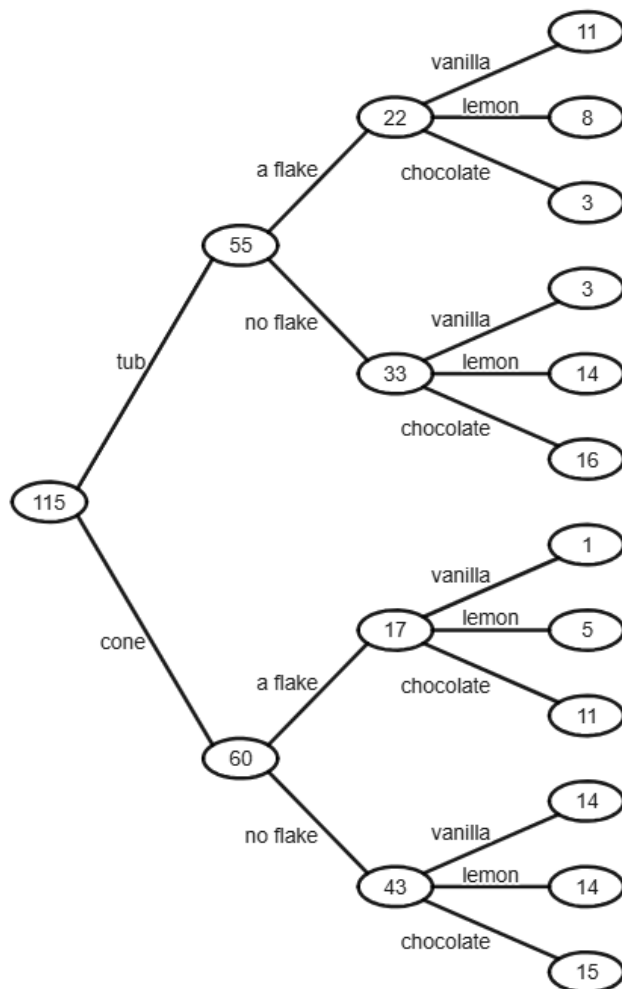 11
vanilla
22
lemon
8
a flake
chocolate
3
55
3
no flake
vanilla
tub
33
lemon
14
chocolate
16
115
1
vanilla
cone
17
lemon
5
a flake
chocolate
11
60
14
no flake
vanilla
43
lemon
14
chocolate
15